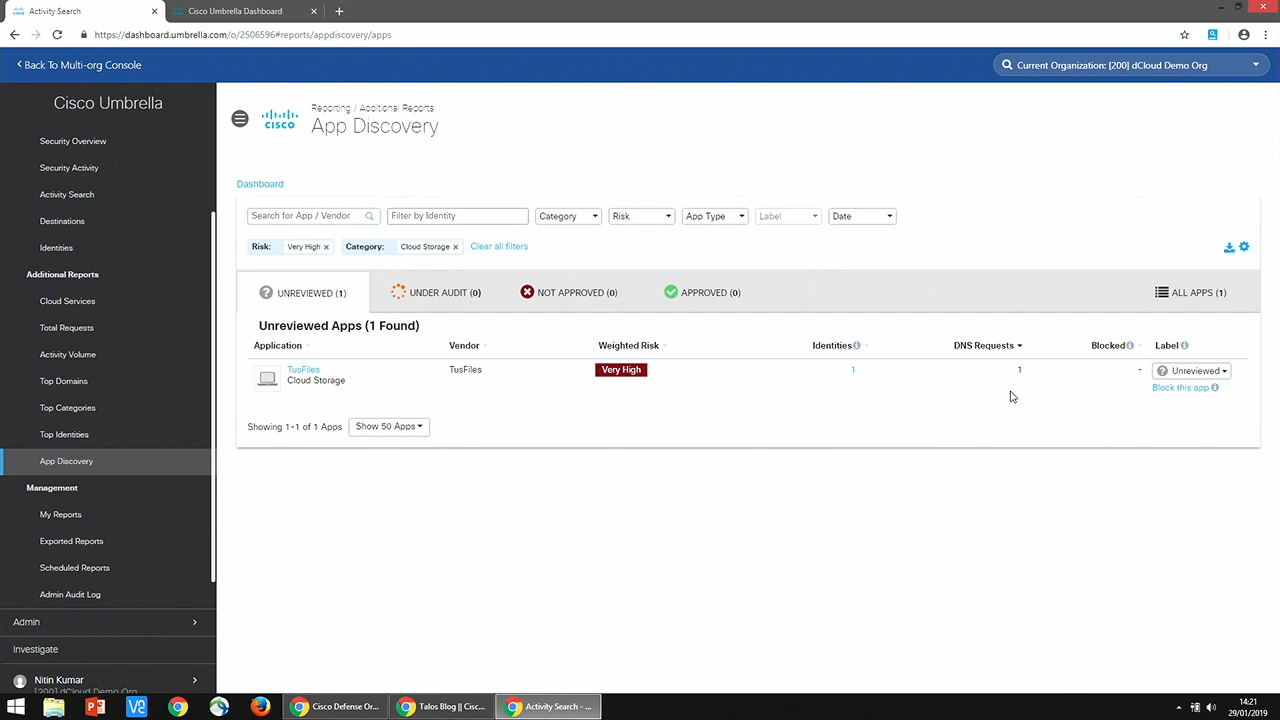 Activity Search
Cisco Umbrella Dashboard
https://dashboard.umbrella.com/o/2506596#reports/appdiscovery/apps
Back To Multi-org Console
Current Organization: [200] dCloud Demo Org
Cisco Umbrella
Security Overview
Security Activity
Activity Search
Destinations
Identities
Additional Reports
Cloud Services
Total Requests
Activity Volume
Top Domains
Top Categories
Top Identities
App Discovery
Management
My Reports
Exported Reports
Scheduled Reports
Admin Audit Log
Admin
Investigate
Nitin Kumar
[200] dCloud Demo Org
CISCO
Reporting / Additional Reports
App Discovery
Dashboard
Search for App / Vendor
Filter by Identity
Category
Risk
App Type
Label
Date
Risk: Very High × Category: Cloud Storage × Clear all filters
UNREVIEWED (1)
UNDER AUDIT (0)
NOT APPROVED (0)
APPROVED (0)
ALL APPS (1)
Unreviewed Apps (1 Found)
Application Vendor Weighted Risk Identities DNS Requests Blocked Label
TusFiles TusFiles Very High 1 1 - Unreviewed
Cloud Storage
Block this app
Showing 1-1 of 1 Apps Show 50 Apps
Cisco Defense Or...
Talos Blog || Cisc...
Activity Search - ...
14:21
29/01/2019